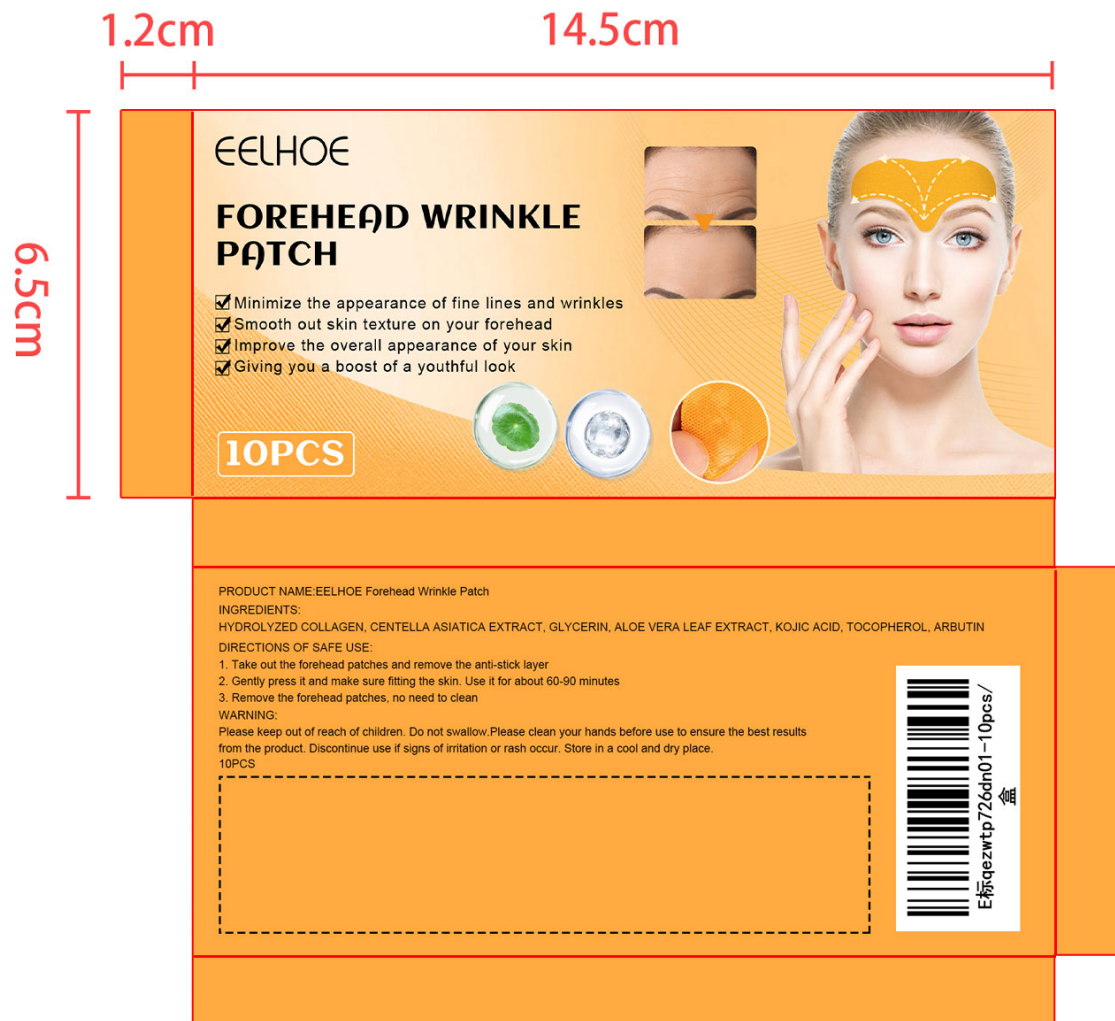 1.2cm
14.5cm
6.5cm
EELHOE
FOREHEAD WRINKLE
PATCH
Minimize the appearance of fine lines and wrinkles
Smooth out skin texture on your forehead
Improve the overall appearance of your skin
Giving you a boost of a youthful look
10PCS
PRODUCT NAME:EELHOE Forehead Wrinkle Patch
INGREDIENTS:
HYDROLYZED COLLAGEN, CENTELLA ASIATICA EXTRACT, GLYCERIN, ALOE VERA LEAF EXTRACT, KOJIC ACID, TOCOPHEROL, ARBUTIN
DIRECTIONS OF SAFE USE:
1. Take out the forehead patches and remove the anti-stick layer
2. Gently press it and make sure fitting the skin. Use it for about 60-90 minutes
3. Remove the forehead patches, no need to clean
WARNING:
Please keep out of reach of children. Do not swallow.Please clean your hands before use to ensure the best results
from the product. Discontinue use if signs of irritation or rash occur. Store in a cool and dry place.
10PCS
E标qezwtp726dn01-10pcs/
盒